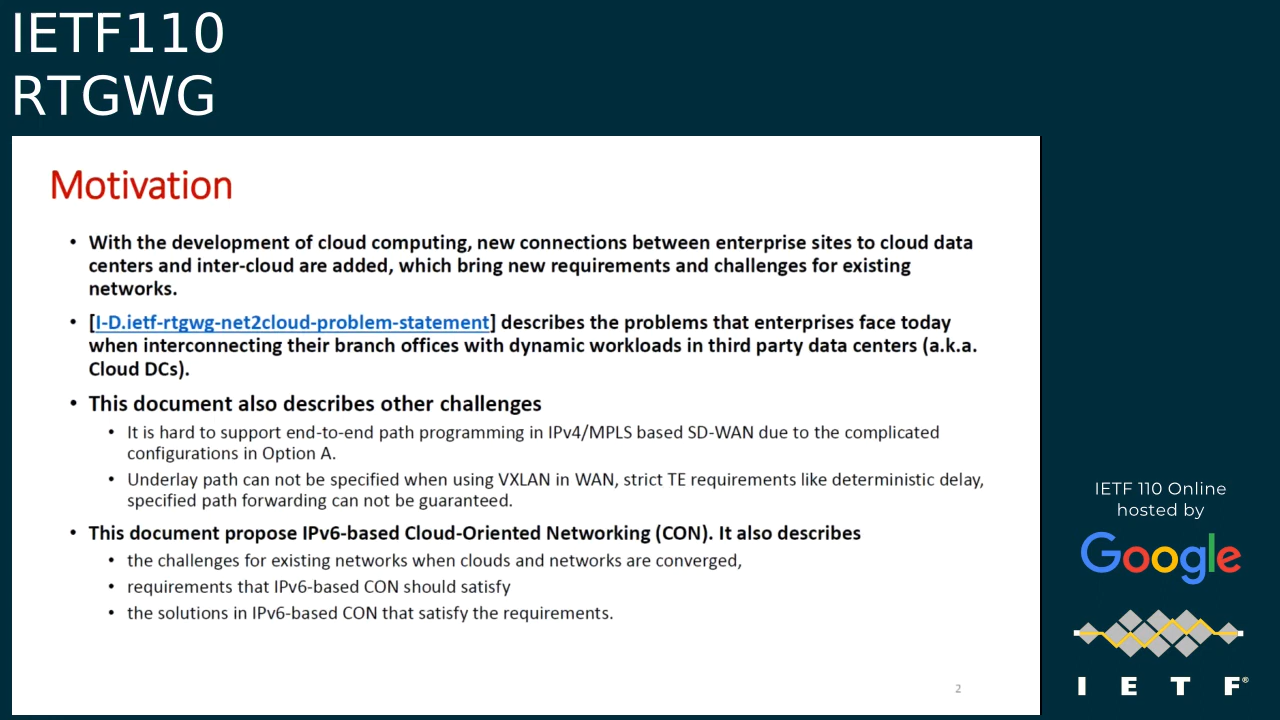 IETF110
RTGWG
Motivation
• With the development of cloud computing, new connections between enterprise sites to cloud data
centers and inter-cloud are added, which bring new requirements and challenges for existing
networks.
• [I-D.ietf-rtgwg-net2cloud-problem-statement] describes the problems that enterprises face today
when interconnecting their branch offices with dynamic workloads in third party data centers (a.k.a.
Cloud DCs).
• This document also describes other challenges
• It is hard to support end-to-end path programming in IPv4/MPLS based SD-WAN due to the complicated
configurations in Option A.
• Underlay path can not be specified when using VXLAN in WAN, strict TE requirements like deterministic delay,
specified path forwarding can not be guaranteed.
• This document propose IPv6-based Cloud-Oriented Networking (CON). It also describes
• the challenges for existing networks when clouds and networks are converged,
• requirements that IPv6-based CON should satisfy
• the solutions in IPv6-based CON that satisfy the requirements.
2
IETF 110 Online
hosted by
Google
I E T F®